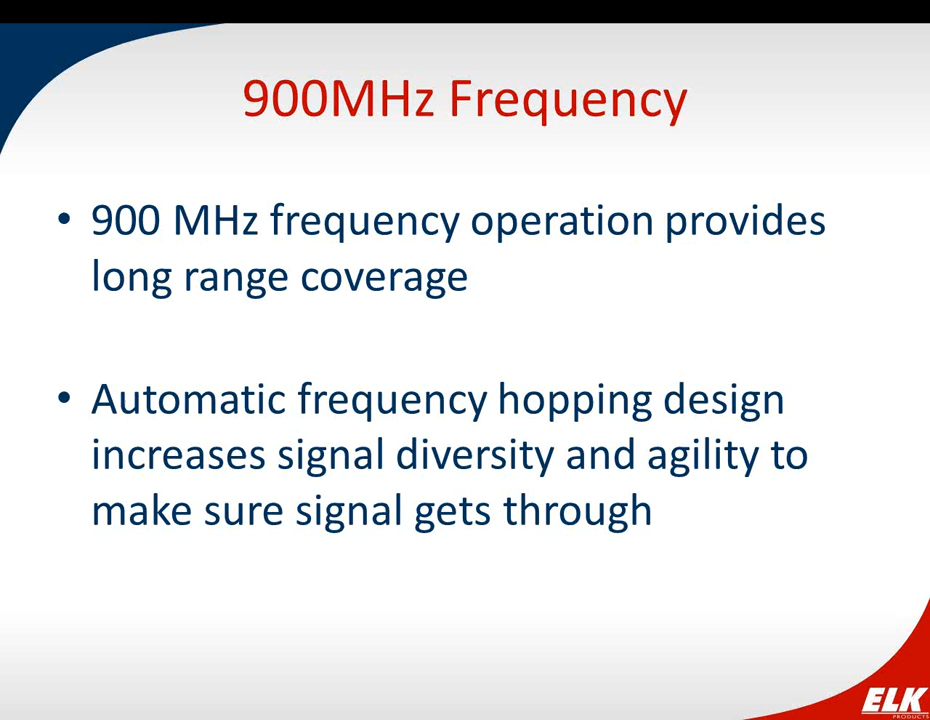 900MHz Frequency
• 900 MHz frequency operation provides
long range coverage
• Automatic frequency hopping design
increases signal diversity and agility to
make sure signal gets through
ELK
PRODUCTS